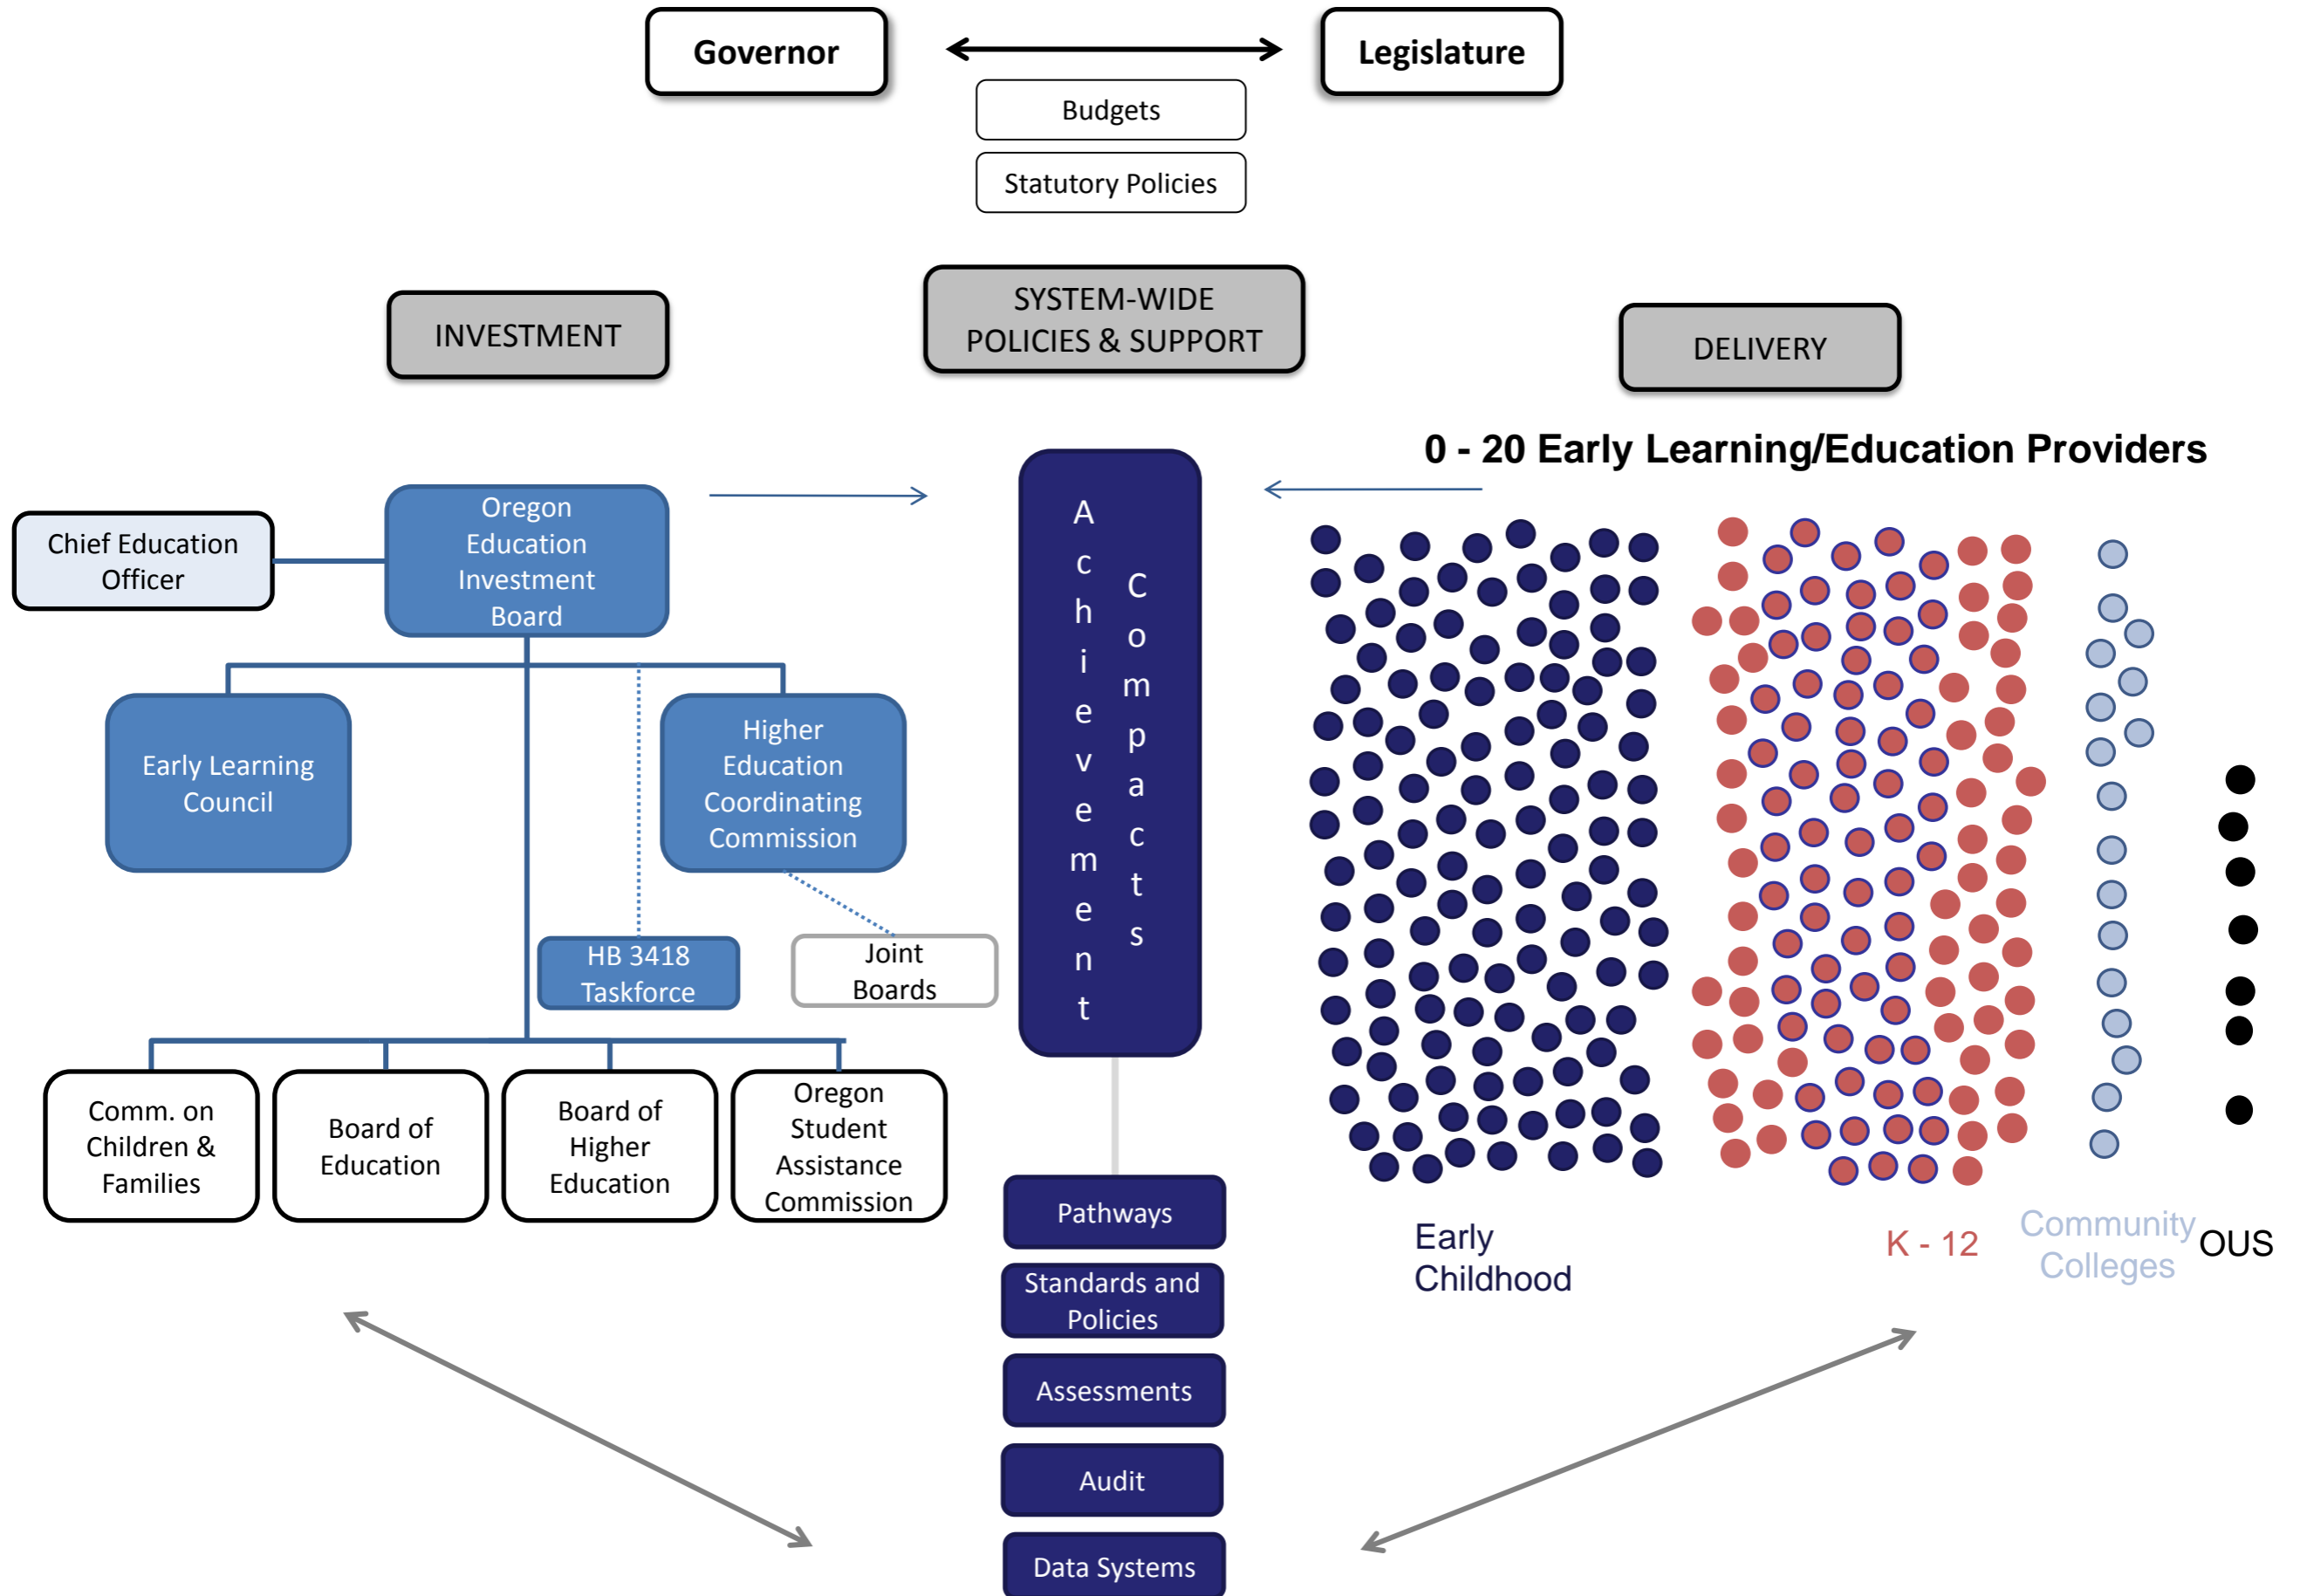 Governor
Legislature
Budgets
Statutory Policies
INVESTMENT
SYSTEM-WIDE
POLICIES & SUPPORT
DELIVERY
0 - 20 Early Learning/Education Providers
Chief Education
Officer
Oregon
Education
Investment
Board
Early Learning
Council
Higher
Education
Coordinating
Commission
HB 3418
Taskforce
Joint
Boards
Comm. on
Children &
Families
Board of
Education
Board of
Higher
Education
Oregon
Student
Assistance
Commission
Achievement
Compacts
Pathways
Standards and
Policies
Assessments
Audit
Data Systems
Early
Childhood
K - 12
Community
Colleges
OUS